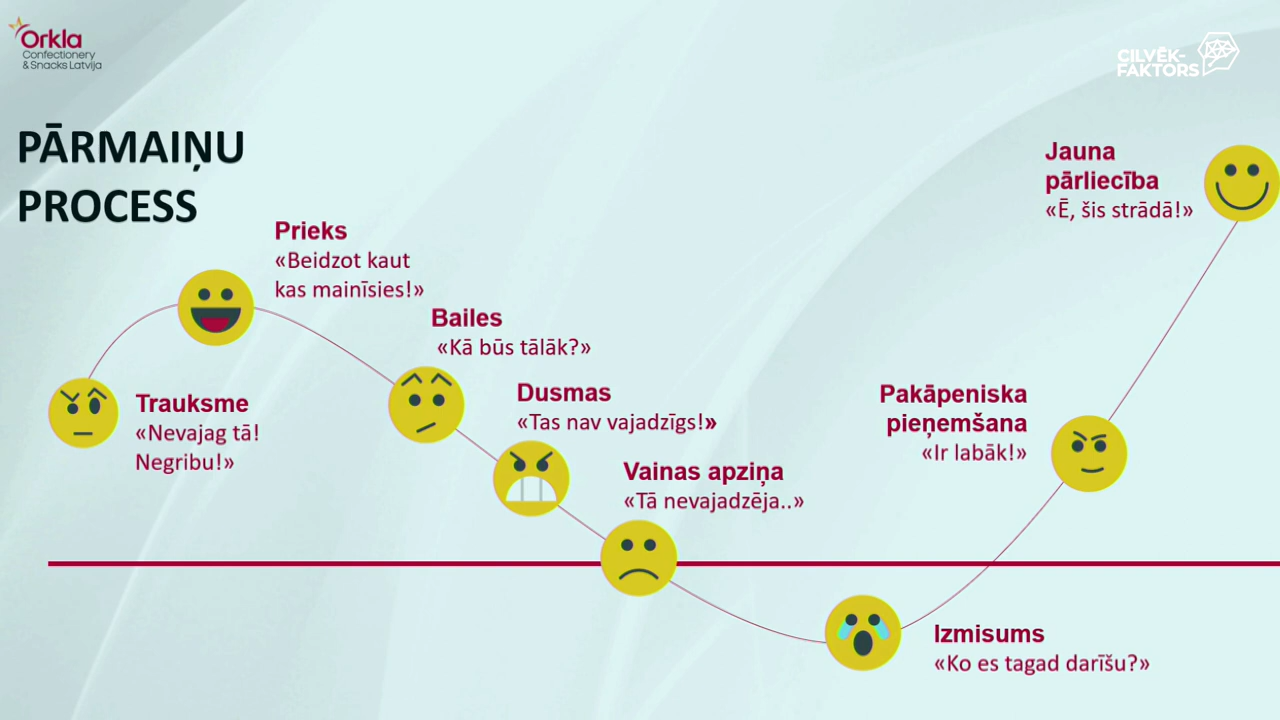 Orkla
Confectionery
& Snacks Latvija
CILVĒK-
FAKTORS
PĀRMAIŅU
PROCESS
Trauksme
«Nevajag tā!
Negribu!»
Prieks
«Beidzot kaut
kas mainīsies!»
Bailes
«Kā būs tālāk?»
Dusmas
«Tas nav vajadzīgs!»
Vainas apziņa
«Tā nevajadzēja..»
Izmisums
«Ko es tagad darīšu?»
Pakāpeniska
pieņemšana
«Ir labāk!»
Jauna
pārliecība
«Ē, šis strādā!»